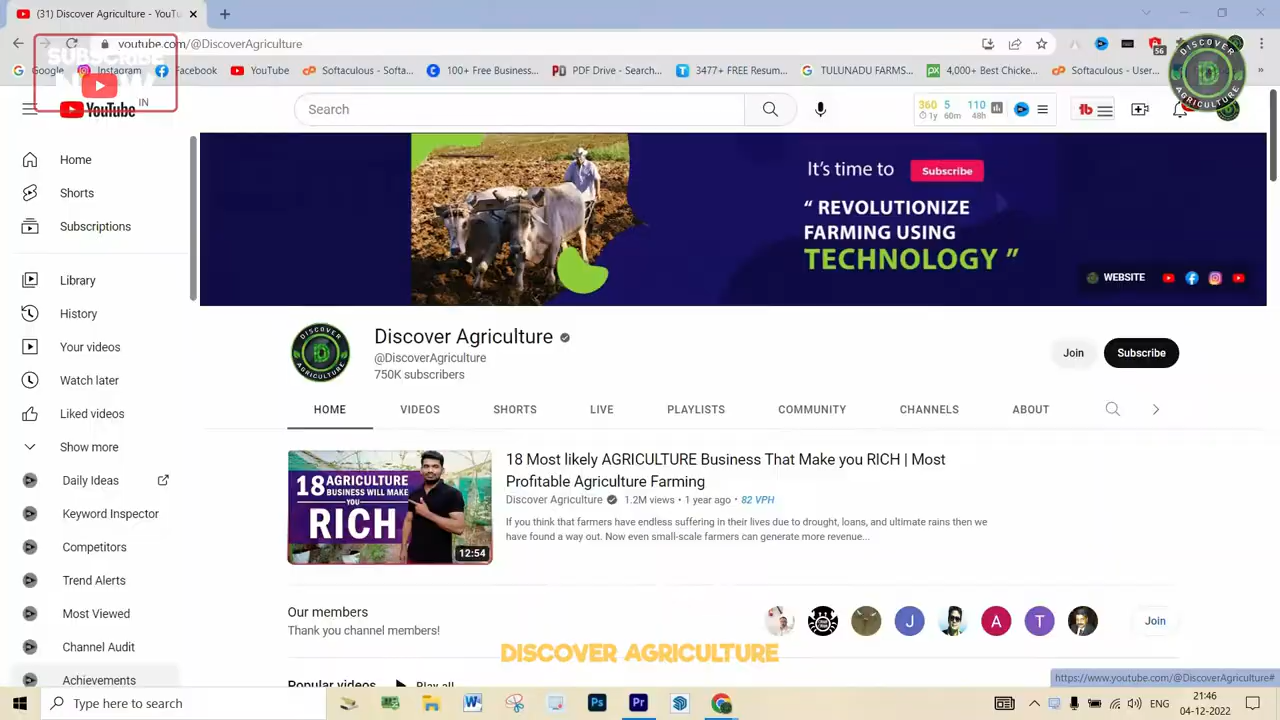 (31) Discover Agriculture - YouTu
youtube.com/@DiscoverAgriculture
SUBSCRIBE
NOW
Google
Instagram
Facebook
YouTube
Softaculous - Softa...
100+ Free Business...
PDF Drive - Search...
3477+ FREE Resum...
TULUNADU FARMS...
4,000+ Best Chicke...
Softaculous - User...
56
DISCOVER
D
AGRICULTURE
YouTube IN
Search
360 5 110
1y 60m 48h
Home
Shorts
Subscriptions
Library
History
Your videos
Watch later
Liked videos
Show more
Daily Ideas
Keyword Inspector
Competitors
Trend Alerts
Most Viewed
Channel Audit
Achievements
It's time to Subscribe
“ REVOLUTIONIZE
FARMING USING
TECHNOLOGY ”
WEBSITE
DISCOVER
D
AGRICULTURE
Discover Agriculture
@DiscoverAgriculture
750K subscribers
Join
Subscribe
HOME VIDEOS SHORTS LIVE PLAYLISTS COMMUNITY CHANNELS ABOUT
18 AGRICULTURE
BUSINESS WILL MAKE
YOU
RICH
12:54
18 Most likely AGRICULTURE Business That Make you RICH | Most
Profitable Agriculture Farming
Discover Agriculture 1.2M views • 1 year ago • 82 VPH
If you think that farmers have endless suffering in their lives due to drought, loans, and ultimate rains then we
have found a way out. Now even small-scale farmers can generate more revenue...
Our members
Thank you channel members!
J
A
T
Join
DISCOVER AGRICULTURE
Popular videos Play all
https://www.youtube.com/@DiscoverAgriculture#
Type here to search
Ps
Pr
ENG
21:46
04-12-2022